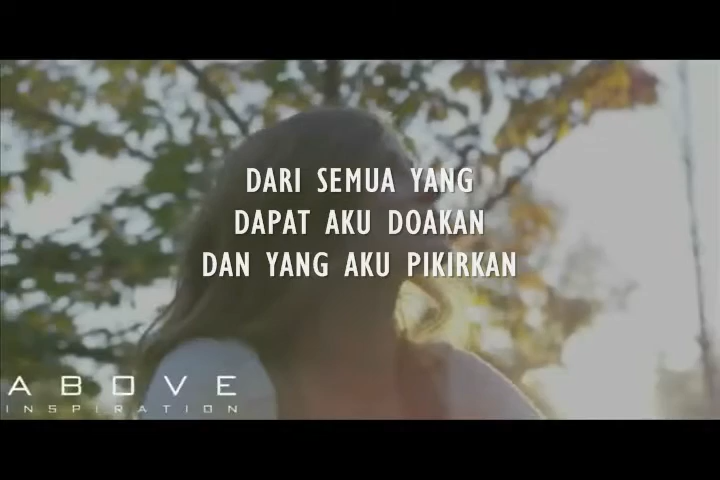 DARI SEMUA YANG
DAPAT AKU DOAKAN
DAN YANG AKU PIKIRKAN
ABOVE
INSPIRATION